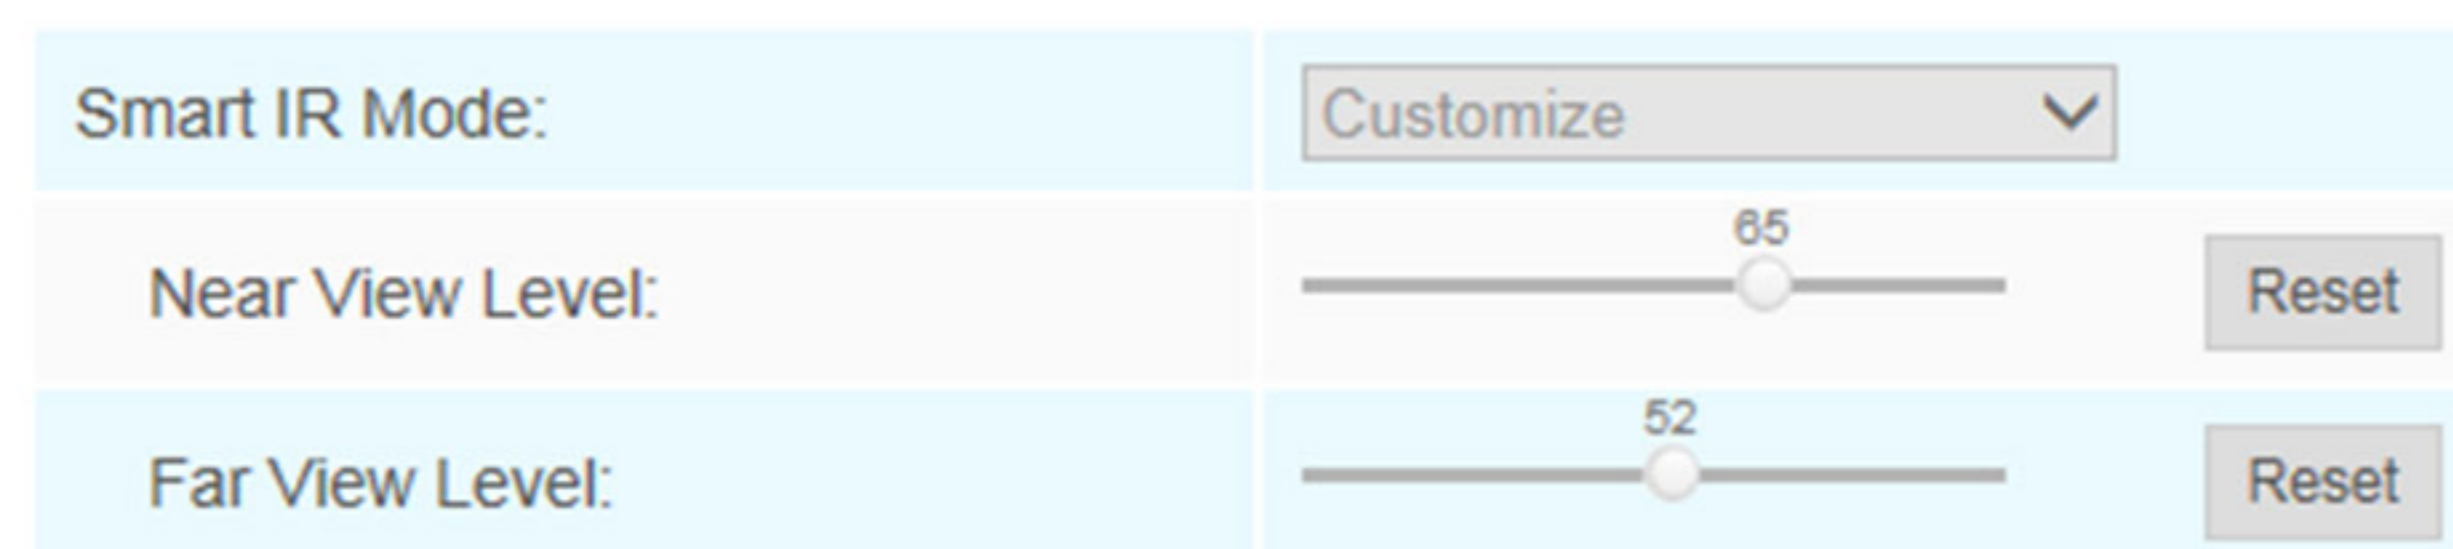 Smart IR Mode: Customize
65
Near View Level: Reset
52
Far View Level: Reset